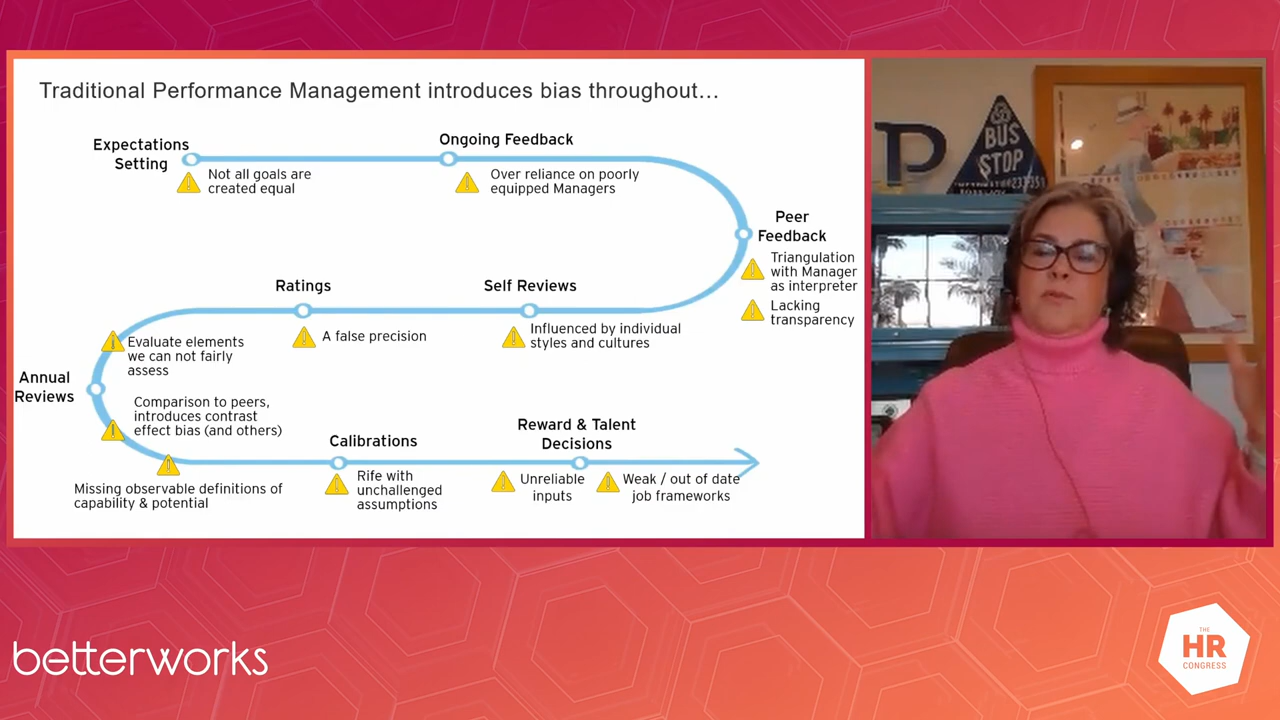 Traditional Performance Management introduces bias throughout...
Expectations
Setting
Not all goals are
created equal
Ongoing Feedback
Over reliance on poorly
equipped Managers
Peer
Feedback
Triangulation
with Manager
as interpreter
Lacking
transparency
Self Reviews
Influenced by individual
styles and cultures
Ratings
A false precision
Annual
Reviews
Evaluate elements
we can not fairly
assess
Comparison to peers,
introduces contrast
effect bias (and others)
Missing observable definitions of
capability & potential
Calibrations
Rife with
unchallenged
assumptions
Reward & Talent
Decisions
Unreliable
inputs
Weak / out of date
job frameworks
P
BUS
STOP
betterworks
THE
HR
CONGRESS